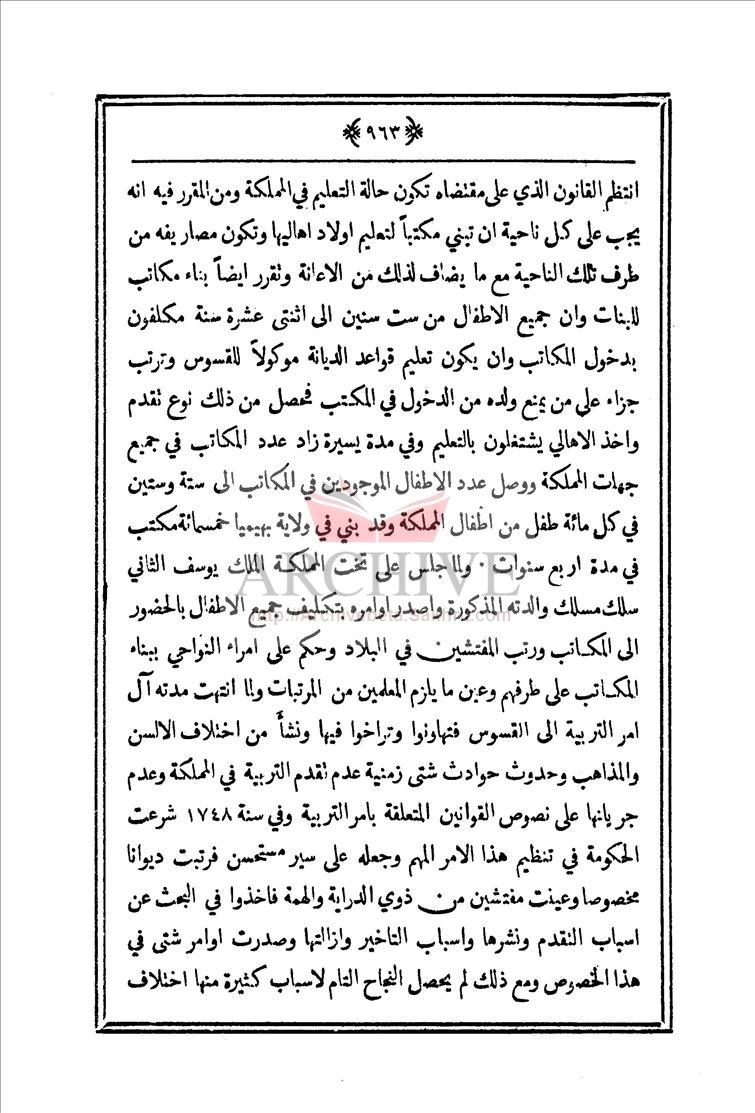 ٩٦٣
انتظم القانون الذي على مقتضاه تكون حالة التعليم في المملكة ومن المقرر فيه انه
يجب على كل ناحية ان تبني مكتباً لتعليم اولاد اهاليها وتكون مصاريفه من
طرف تلك الناحية مع ما يضاف لذلك من الاعانة وتقرر ايضاً بناء مكاتب
للبنات وان جميع الاطفال من ست سنين الى اثنتى عشرة سنة مكلفون
بدخول المكاتب وان يكون تعليم قواعد الديانة موكولاً للقسوس وترتب
جزاء على من يمنع ولده من الدخول في المكتب فحصل من ذلك نوع تقدم
واخذ الاهالي يشتغلون بالتعليم وفي مدة يسيرة زاد عدد المكاتب في جميع
جهات المملكة ووصل عدد الاطفال الموجودين في المكاتب الى ستة وستين
في كل مائة طفل من اطفال المملكة وقد بني في ولاية بهيميا خمسمائة مكتب
في مدة اربع سنوات · ولما جلس على تخت المملكة الملك يوسف الثاني
سلك مسلك والدته المذكورة واصدر اوامره بتكليف جميع الاطفال بالحضور
الى المكاتب ورتب المفتشين في البلاد وحكم على امراء النواحي ببناء
المكاتب على طرفهم وعين ما يلزم المعلمين من المرتبات ولما انتهت مدته آل
امر التربية الى القسوس فتهاونوا وتراخوا فيها ونشأ من اختلاف الالسن
والمذاهب وحدوث حوادث شتى زمنية عدم تقدم التربية في المملكة وعدم
جريانها على نصوص القوانين المتعلقة بامر التربية وفي سنة ١٧٤٨ شرعت
الحكومة في تنظيم هذا الامر المهم وجعله على سير مستحسن فرتبت ديوانا
مخصوصا وعينت مفتشين من ذوي الدراية والهمة فاخذوا في البحث عن
اسباب التقدم ونشرها واسباب التاخير وازالتها وصدرت اوامر شتى في
هذا الخصوص ومع ذلك لم يحصل النجاح التام لاسباب كثيرة منها اختلاف
ARCHIVE
http://Archivebeta.Sakhrit.com